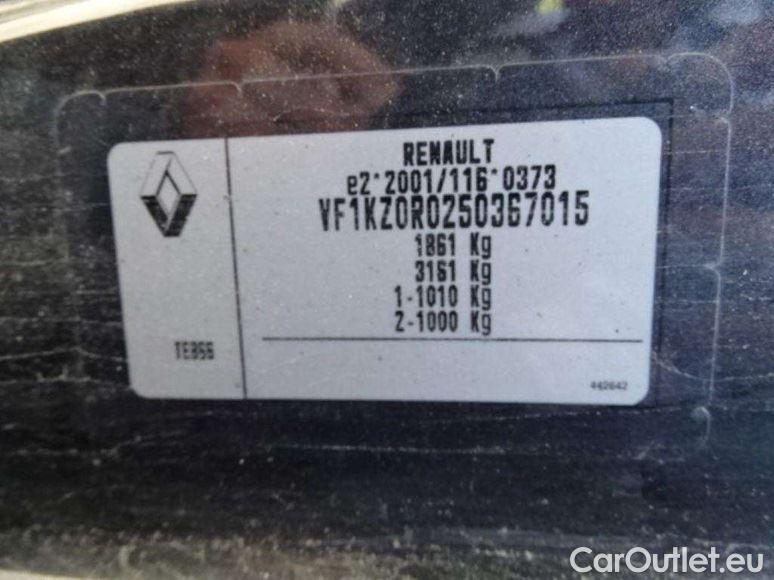 RENAULT
e2*2001/116*0373
VF1KZ0R0250367015
1861 Kg
3161 Kg
1-1010 Kg
2-1000 Kg
442642
CarOutlet.eu